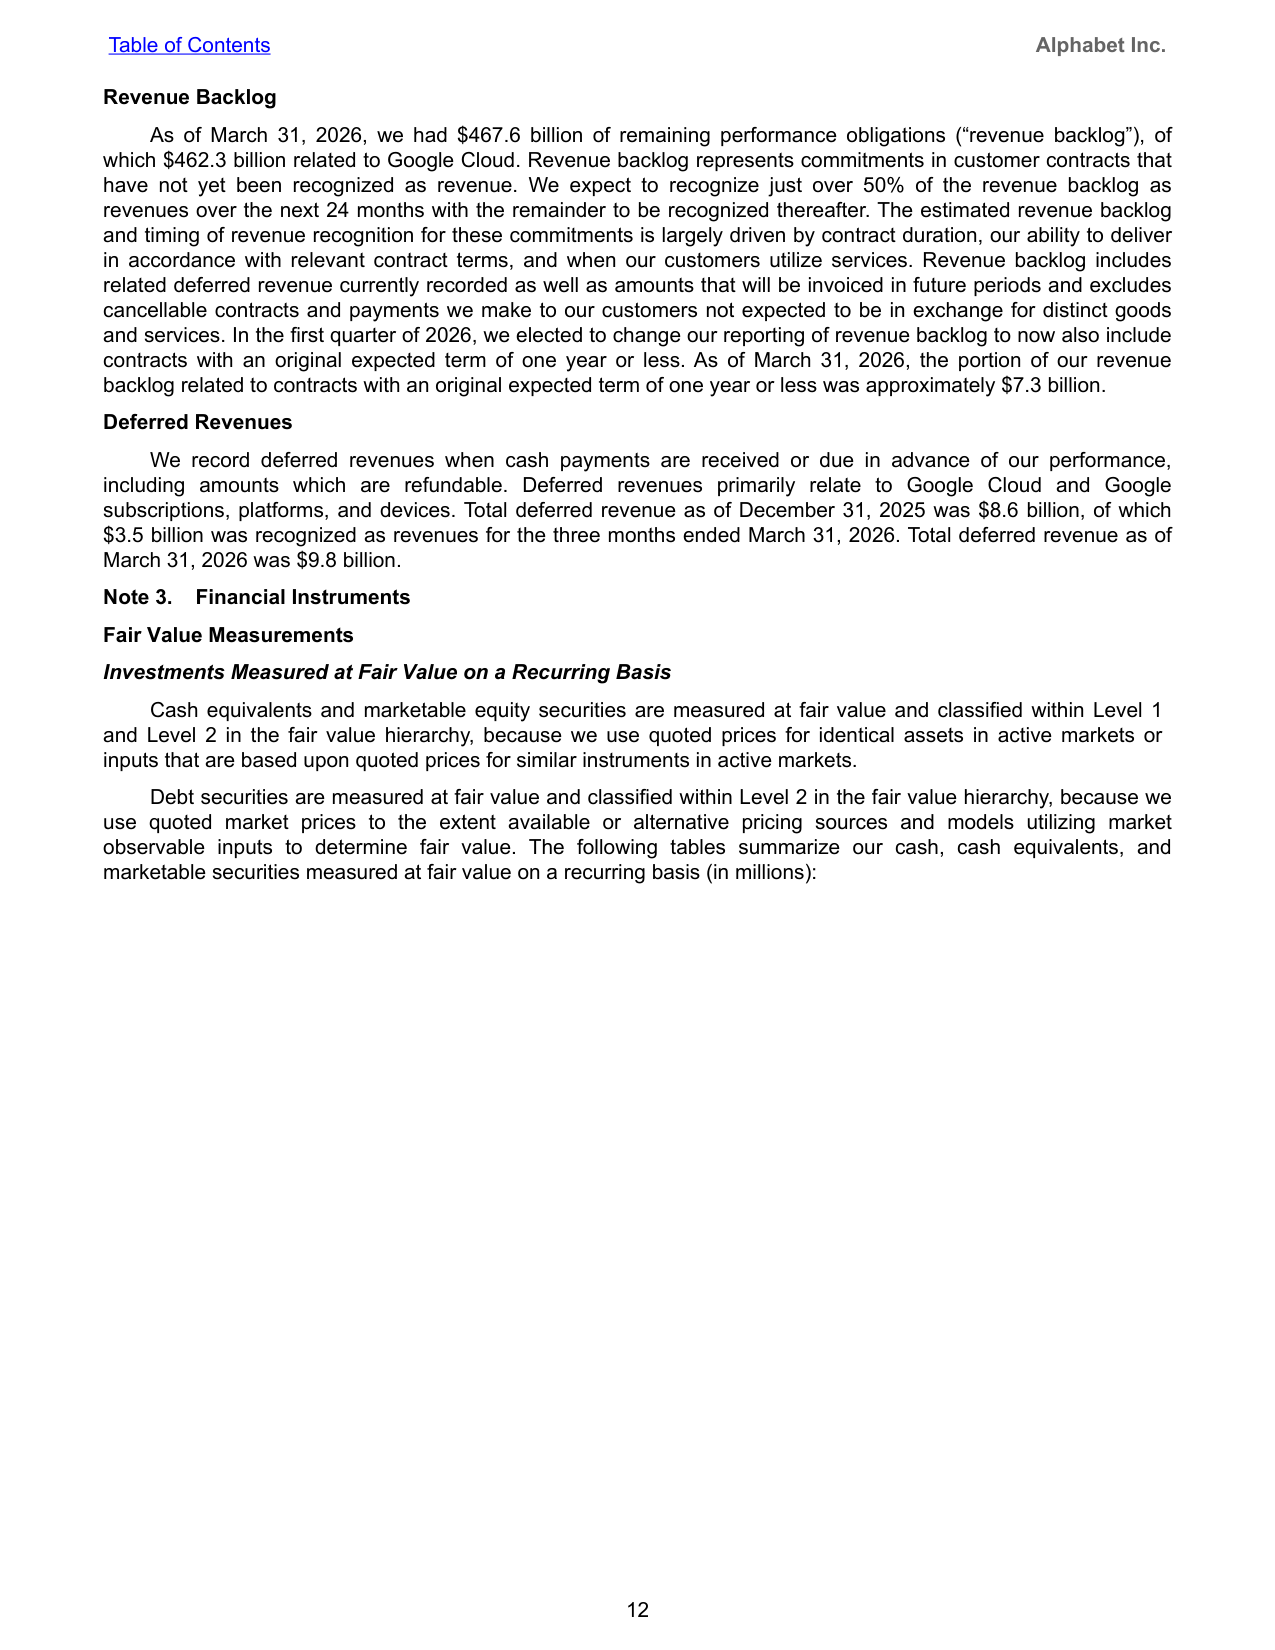 Table of Contents
Alphabet Inc.
Revenue Backlog
As of March 31, 2026, we had $467.6 billion of remaining performance obligations (“revenue backlog”), of
which $462.3 billion related to Google Cloud. Revenue backlog represents commitments in customer contracts that
have not yet been recognized as revenue. We expect to recognize just over 50% of the revenue backlog as
revenues over the next 24 months with the remainder to be recognized thereafter. The estimated revenue backlog
and timing of revenue recognition for these commitments is largely driven by contract duration, our ability to deliver
in accordance with relevant contract terms, and when our customers utilize services. Revenue backlog includes
related deferred revenue currently recorded as well as amounts that will be invoiced in future periods and excludes
cancellable contracts and payments we make to our customers not expected to be in exchange for distinct goods
and services. In the first quarter of 2026, we elected to change our reporting of revenue backlog to now also include
contracts with an original expected term of one year or less. As of March 31, 2026, the portion of our revenue
backlog related to contracts with an original expected term of one year or less was approximately $7.3 billion.
Deferred Revenues
We record deferred revenues when cash payments are received or due in advance of our performance,
including amounts which are refundable. Deferred revenues primarily relate to Google Cloud and Google
subscriptions, platforms, and devices. Total deferred revenue as of December 31, 2025 was $8.6 billion, of which
$3.5 billion was recognized as revenues for the three months ended March 31, 2026. Total deferred revenue as of
March 31, 2026 was $9.8 billion.
Note 3. Financial Instruments
Fair Value Measurements
Investments Measured at Fair Value on a Recurring Basis
Cash equivalents and marketable equity securities are measured at fair value and classified within Level 1
and Level 2 in the fair value hierarchy, because we use quoted prices for identical assets in active markets or
inputs that are based upon quoted prices for similar instruments in active markets.
Debt securities are measured at fair value and classified within Level 2 in the fair value hierarchy, because we
use quoted market prices to the extent available or alternative pricing sources and models utilizing market
observable inputs to determine fair value. The following tables summarize our cash, cash equivalents, and
marketable securities measured at fair value on a recurring basis (in millions):
12